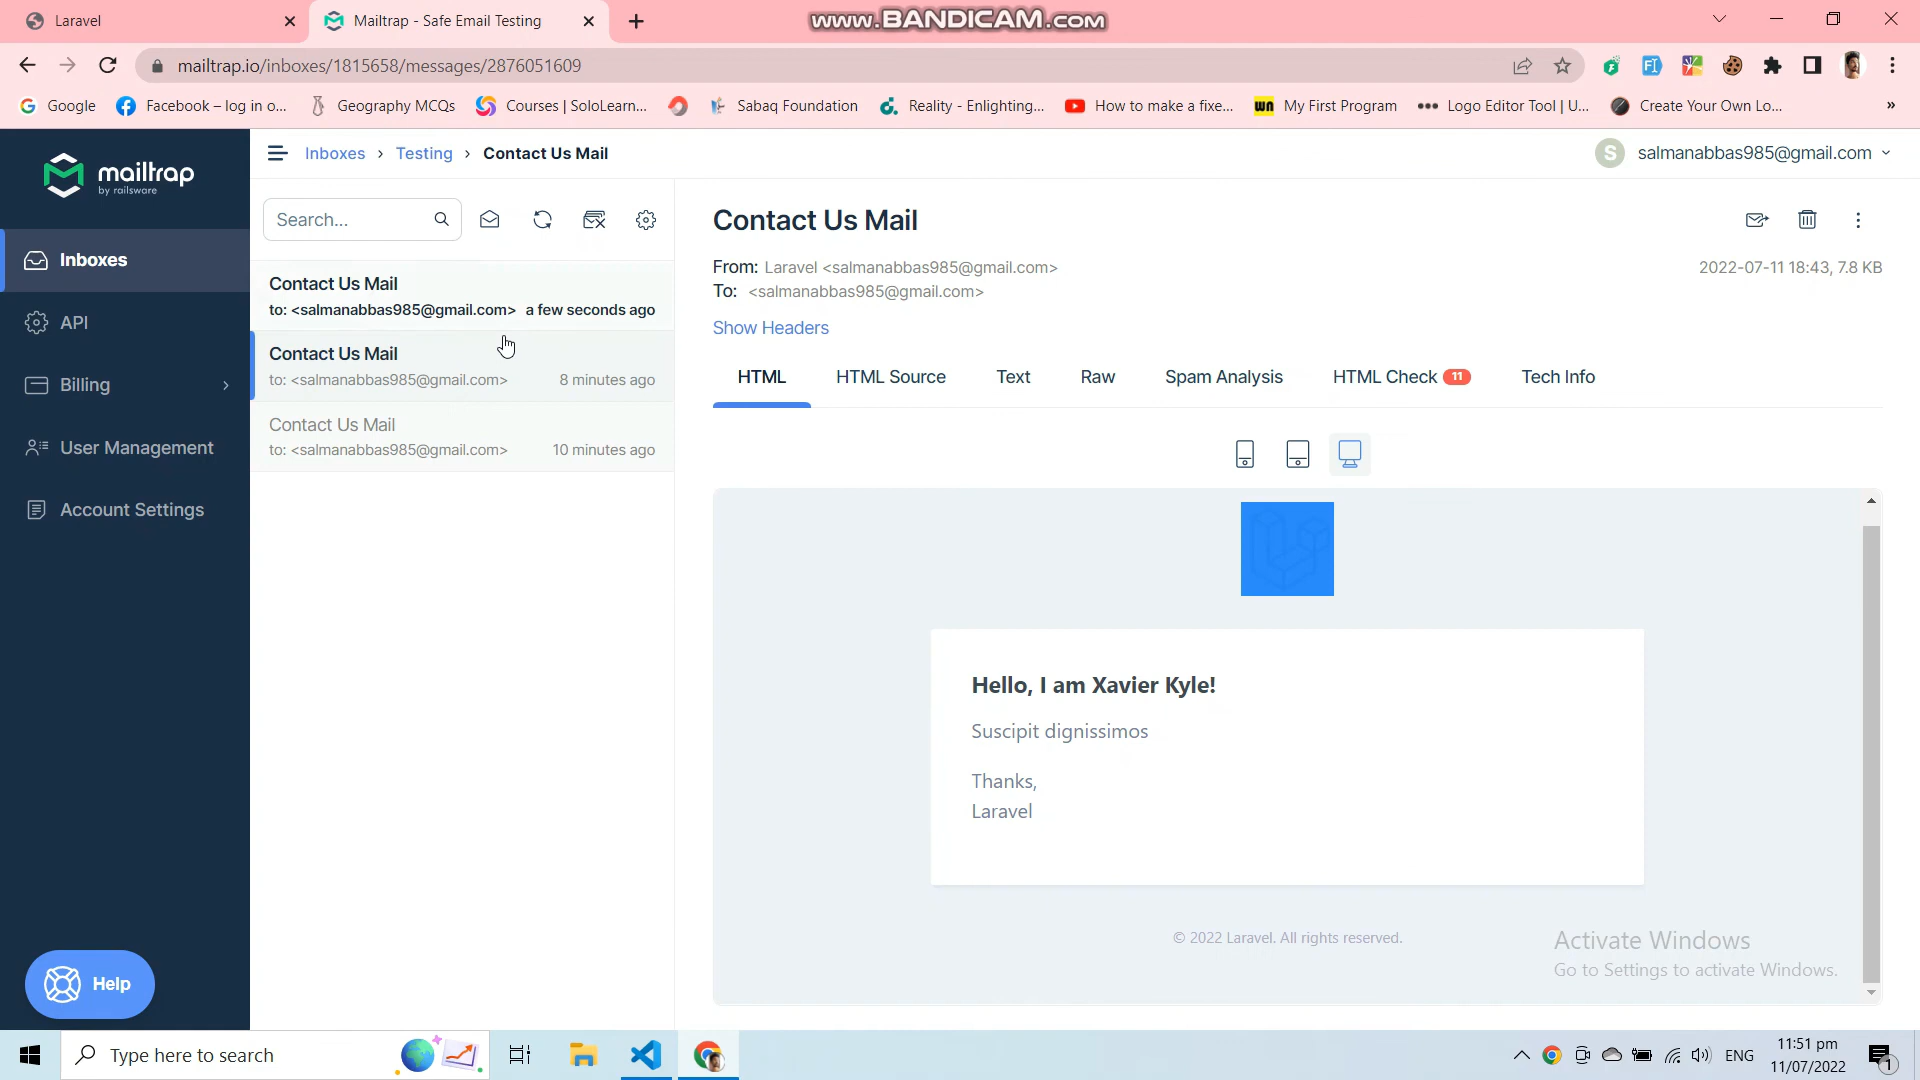 Laravel
Mailtrap - Safe Email Testing
www.BANDICAM.com
mailtrap.io/inboxes/1815658/messages/2876051609
Google
Facebook – log in o...
Geography MCQs
Courses | SoloLearn...
Sabaq Foundation
Reality - Enlighting...
How to make a fixe...
My First Program
Logo Editor Tool | U...
Create Your Own Lo...
»
mailtrap
by railsware
Inboxes
API
Billing
User Management
Account Settings
Help
Inboxes › Testing › Contact Us Mail
S
salmanabbas985@gmail.com
Search...
Contact Us Mail
to: <salmanabbas985@gmail.com> a few seconds ago
Contact Us Mail
to: <salmanabbas985@gmail.com> 8 minutes ago
Contact Us Mail
to: <salmanabbas985@gmail.com> 10 minutes ago
Contact Us Mail
From: Laravel <salmanabbas985@gmail.com>
2022-07-11 18:43, 7.8 KB
To: <salmanabbas985@gmail.com>
Show Headers
HTML
HTML Source
Text
Raw
Spam Analysis
HTML Check 11
Tech Info
Hello, I am Xavier Kyle!
Suscipit dignissimos
Thanks,
Laravel
© 2022 Laravel. All rights reserved.
Activate Windows
Go to Settings to activate Windows.
Type here to search
ENG
11:51 pm
11/07/2022
1